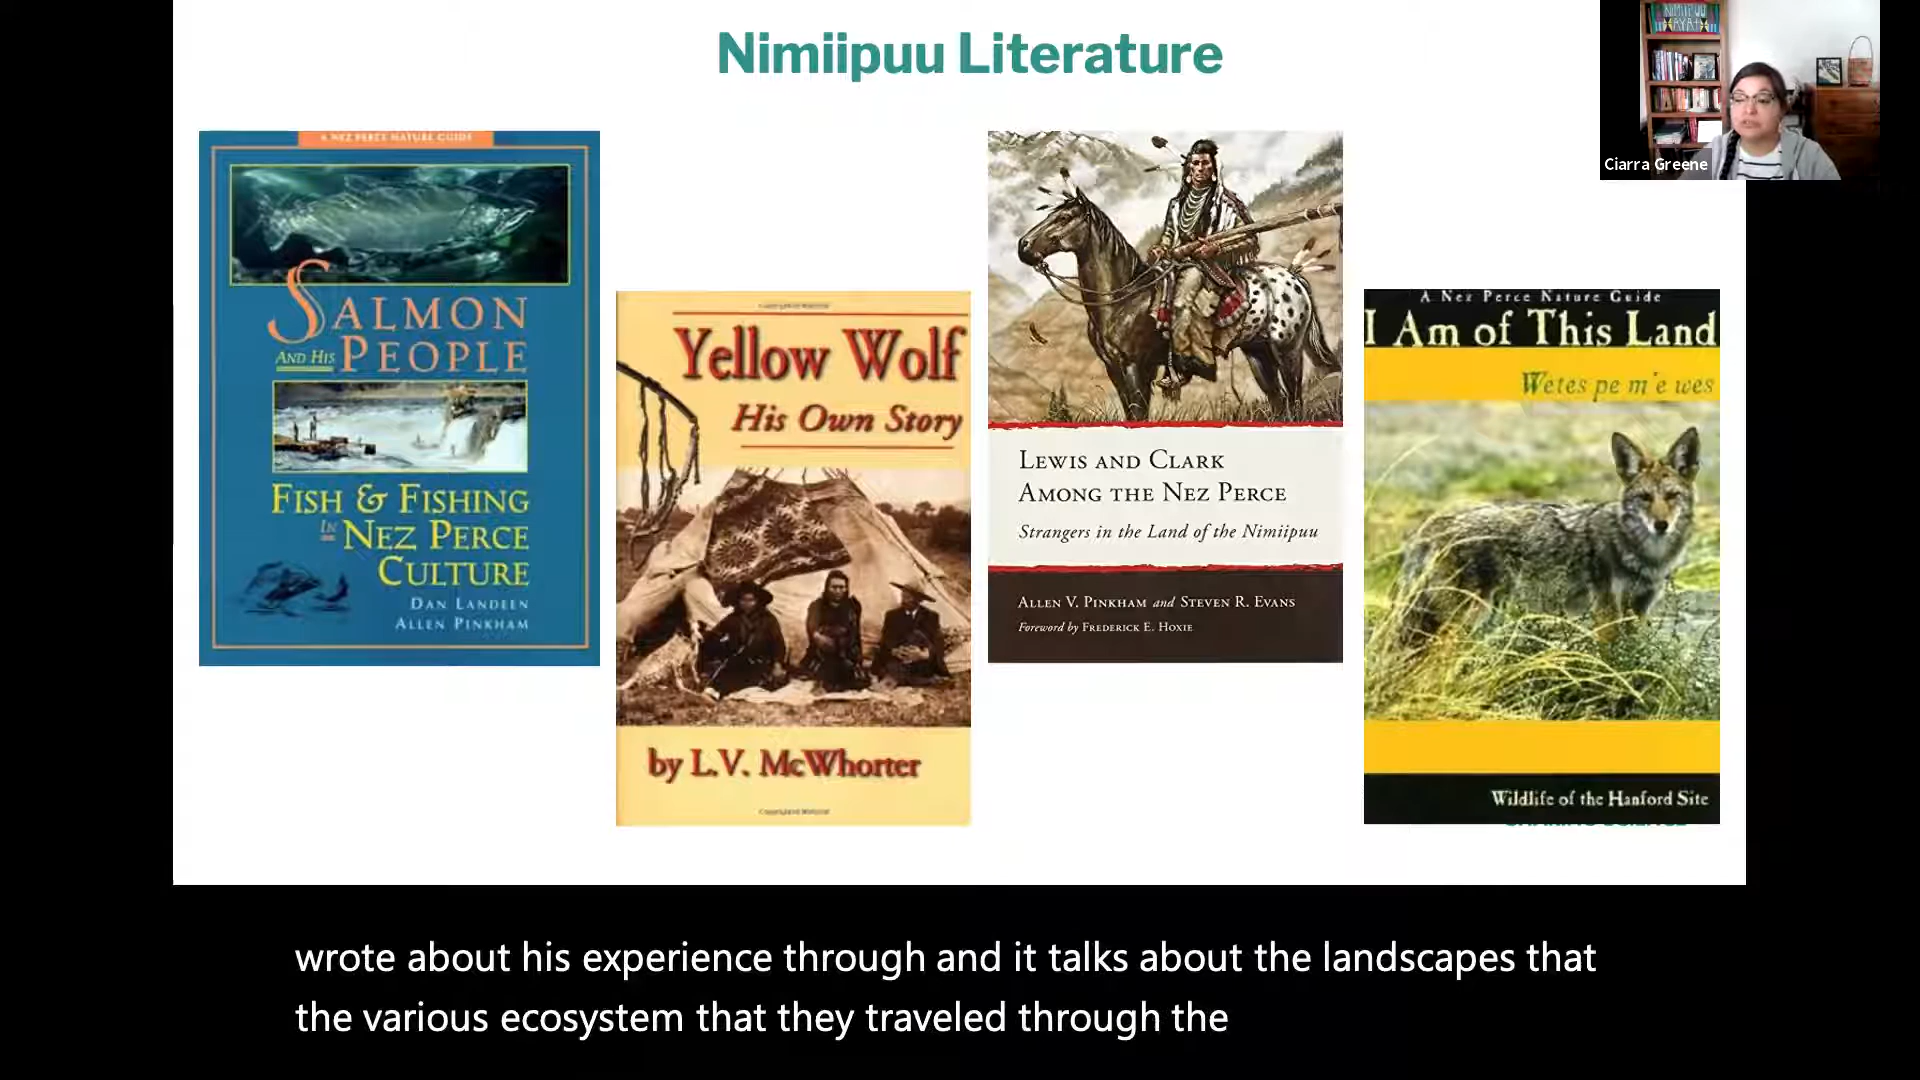 Nimiipuu Literature
NIMIIPUU
Ciarra Greene
A NEZ PERCE NATURE GUIDE
SALMON
AND HIS PEOPLE
FISH & FISHING
IN NEZ PERCE
CULTURE
DAN LANDEEN
ALLEN PINKHAM
Yellow Wolf
His Own Story
by L.V. McWhorter
LEWIS AND CLARK
AMONG THE NEZ PERCE
Strangers in the Land of the Nimiipuu
ALLEN V. PINKHAM and STEVEN R. EVANS
Foreword by FREDERICK E. HOXIE
A Nez Perce Nature Guide
I Am of This Land
Wetes pe m'e wes
Wildlife of the Hanford Site
wrote about his experience through and it talks about the landscapes that
the various ecosystem that they traveled through the